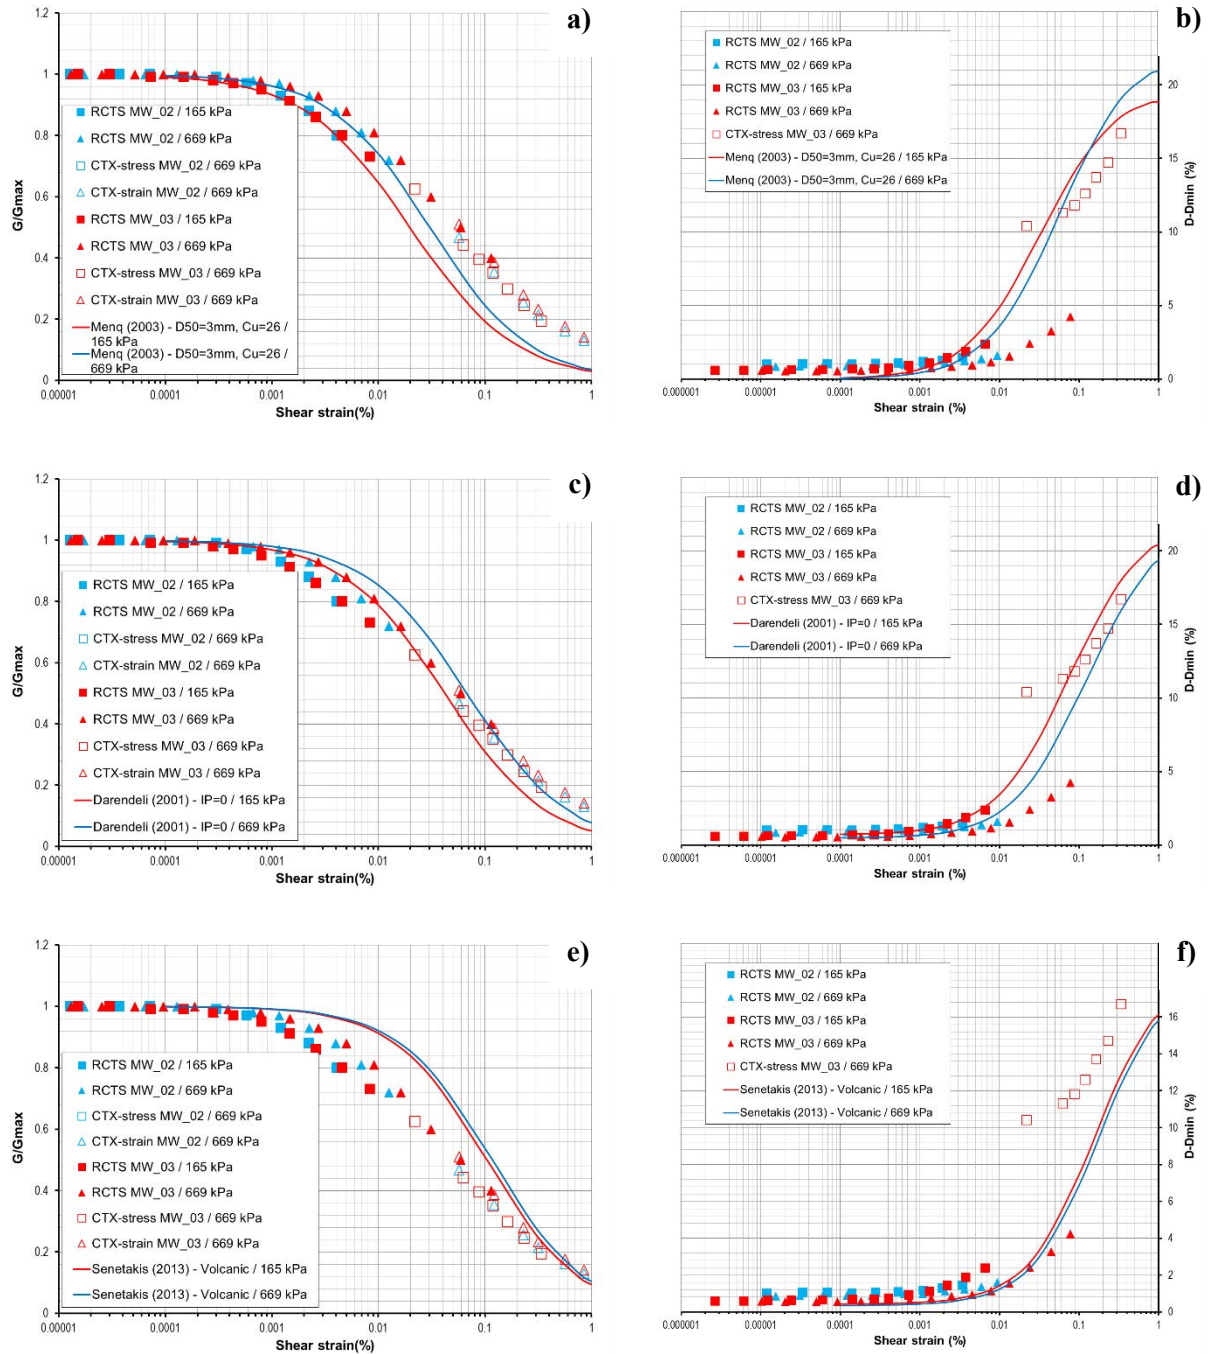 a)
1.2
1
0.8
0.6
0.4
0.2
0
G/Gmax
RCTS MW_02 / 165 kPa
RCTS MW_02 / 669 kPa
CTX-stress MW_02 / 669 kPa
CTX-strain MW_02 / 669 kPa
RCTS MW_03 / 165 kPa
RCTS MW_03 / 669 kPa
CTX-stress MW_03 / 669 kPa
CTX-strain MW_03 / 669 kPa
Menq (2003) - D50=3mm, Cu=26 /
165 kPa
Menq (2003) - D50=3mm, Cu=26 /
669 kPa
0.00001 0.0001 0.001 0.01 0.1 1
Shear strain(%)
b)
RCTS MW_02 / 165 kPa
RCTS MW_02 / 669 kPa
RCTS MW_03 / 165 kPa
RCTS MW_03 / 669 kPa
CTX-stress MW_03 / 669 kPa
Menq (2003) - D50=3mm, Cu=26 / 165 kPa
Menq (2003) - D50=3mm, Cu=26 / 669 kPa
20
15
10
5
0
D-Dmin (%)
0.000001 0.00001 0.0001 0.001 0.01 0.1 1
Shear strain (%)
c)
1.2
1
0.8
0.6
0.4
0.2
0
G/Gmax
RCTS MW_02 / 165 kPa
RCTS MW_02 / 669 kPa
CTX-stress MW_02 / 669 kPa
CTX-strain MW_02 / 669 kPa
RCTS MW_03 / 165 kPa
RCTS MW_03 / 669 kPa
CTX-stress MW_03 / 669 kPa
CTX-strain MW_03 / 669 kPa
Darendeli (2001) - IP=0 / 165 kPa
Darendeli (2001) - IP=0 / 669 kPa
0.00001 0.0001 0.001 0.01 0.1 1
Shear strain(%)
d)
RCTS MW_02 / 165 kPa
RCTS MW_02 / 669 kPa
RCTS MW_03 / 165 kPa
RCTS MW_03 / 669 kPa
CTX-stress MW_03 / 669 kPa
Darendeli (2001) - IP=0 / 165 kPa
Darendeli (2001) - IP=0 / 669 kPa
20
15
10
5
0
D-Dmin (%)
0.000001 0.00001 0.0001 0.001 0.01 0.1 1
Shear strain (%)
e)
1.2
1
0.8
0.6
0.4
0.2
0
G/Gmax
RCTS MW_02 / 165 kPa
RCTS MW_02 / 669 kPa
CTX-stress MW_02 / 669 kPa
CTX-strain MW_02 / 669 kPa
RCTS MW_03 / 165 kPa
RCTS MW_03 / 669 kPa
CTX-stress MW_03 / 669 kPa
CTX-strain MW_03 / 669 kPa
Senetakis (2013) - Volcanic / 165 kPa
Senetakis (2013) - Volcanic / 669 kPa
0.00001 0.0001 0.001 0.01 0.1 1
Shear strain(%)
f)
RCTS MW_02 / 165 kPa
RCTS MW_02 / 669 kPa
RCTS MW_03 / 165 kPa
RCTS MW_03 / 669 kPa
CTX-stress MW_03 / 669 kPa
Senetakis (2013) - Volcanic / 165 kPa
Senetakis (2013) - Volcanic / 669 kPa
16
14
12
10
8
6
4
2
0
D-Dmin (%)
0.000001 0.00001 0.0001 0.001 0.01 0.1 1
Shear strain (%)